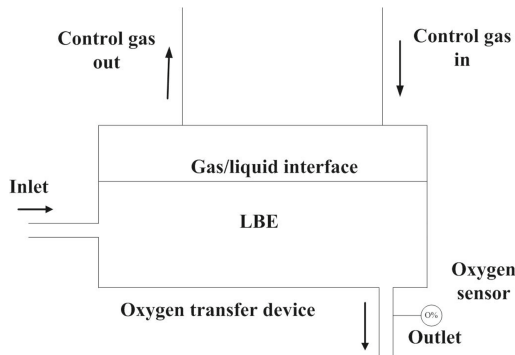 Control gas
out
Control gas
in
Gas/liquid interface
Inlet
LBE
Oxygen
sensor
Oxygen transfer device
O%
Outlet